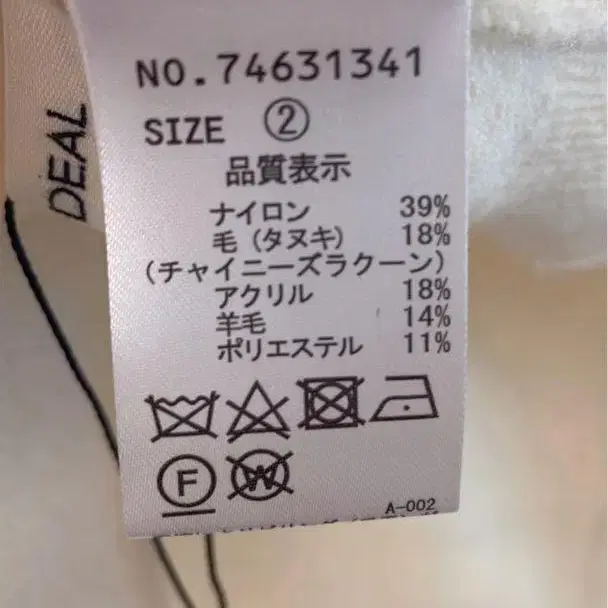 NO.74631341
SIZE ②
品質表示
ナイロン 39%
毛（タヌキ） 18%
（チャイニーズラクーン）
アクリル 18%
羊毛 14%
ポリエステル 11%
F W
A-002
DEAL